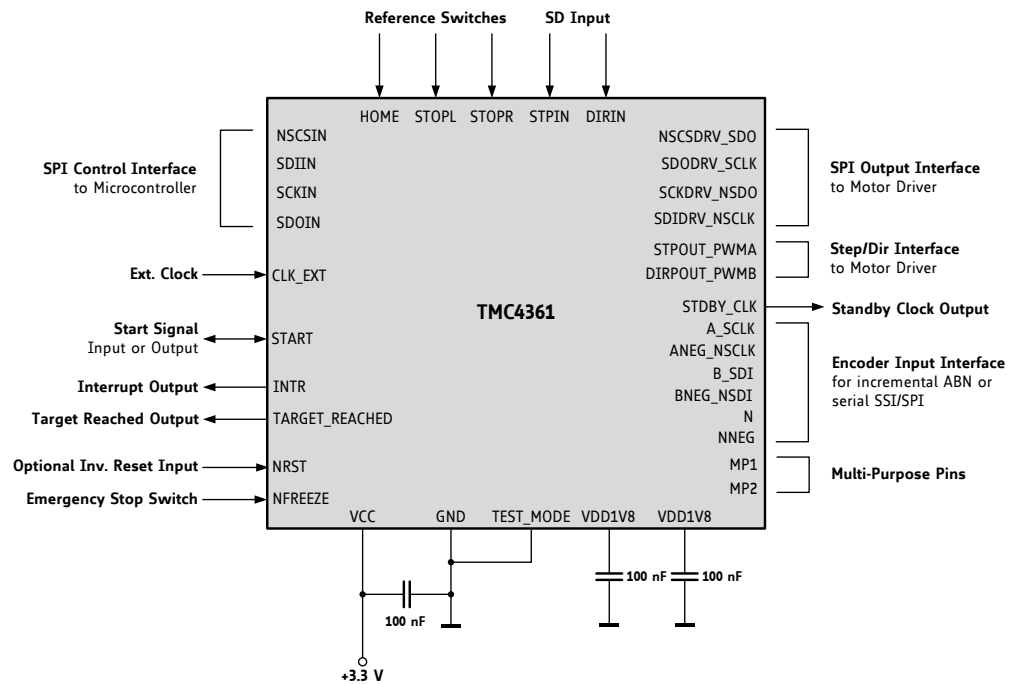 Reference Switches
SD Input
HOME STOPL STOPR STPIN DIRIN
SPI Control Interface
to Microcontroller
NSCSIN
SDIIN
SCKIN
SDOIN
Ext. Clock
CLK_EXT
Start Signal
Input or Output
START
Interrupt Output
INTR
Target Reached Output
TARGET_REACHED
Optional Inv. Reset Input
NRST
Emergency Stop Switch
NFREEZE
TMC4361
NSCSDRV_SDO
SDODRV_SCLK
SCKDRV_NSDO
SDIDRV_NSCLK
SPI Output Interface
to Motor Driver
STPOUT_PWMA
DIRPOUT_PWMB
Step/Dir Interface
to Motor Driver
STDBY_CLK
Standby Clock Output
A_SCLK
ANEG_NSCLK
B_SDI
BNEG_NSDI
N
NNEG
Encoder Input Interface
for incremental ABN or
serial SSI/SPI
MP1
MP2
Multi-Purpose Pins
VCC GND TEST_MODE VDD1V8 VDD1V8
100 nF
100 nF
100 nF
+3.3 V